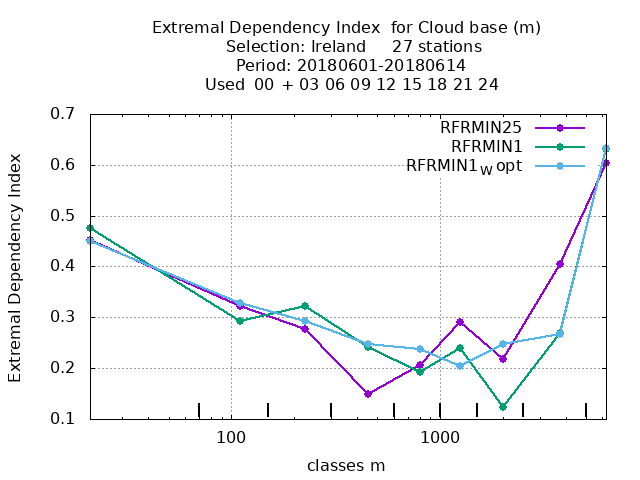 Extremal Dependency Index  for Cloud base (m)
Selection: Ireland     27 stations
Period: 20180601-20180614
Used  00 + 03 06 09 12 15 18 21 24
RFRMIN25
RFRMIN1
RFRMIN1W opt
Extremal Dependency Index
0.7
0.6
0.5
0.4
0.3
0.2
0.1
100
1000
classes m